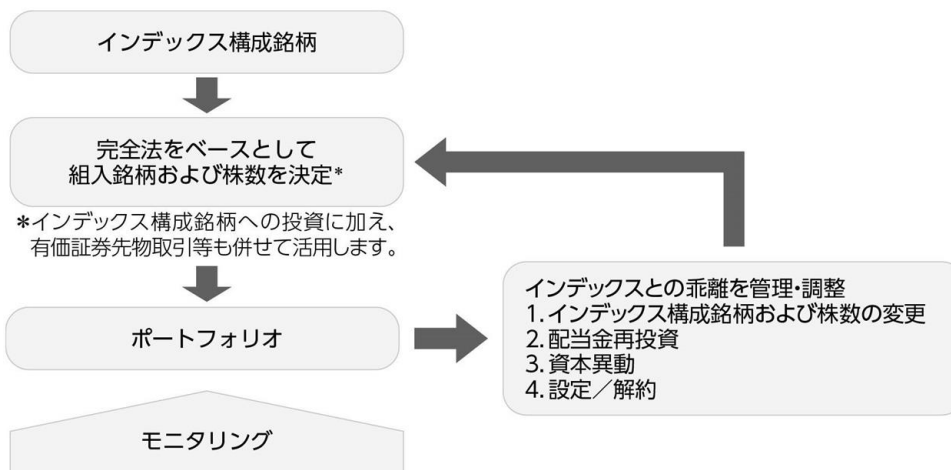 インデックス構成銘柄
完全法をベースとして
組入銘柄および株数を決定*
*インデックス構成銘柄への投資に加え、
有価証券先物取引等も併せて活用します。
ポートフォリオ
モニタリング
インデックスとの乖離を管理・調整
1.インデックス構成銘柄および株数の変更
2.配当金再投資
3.資本異動
4.設定／解約